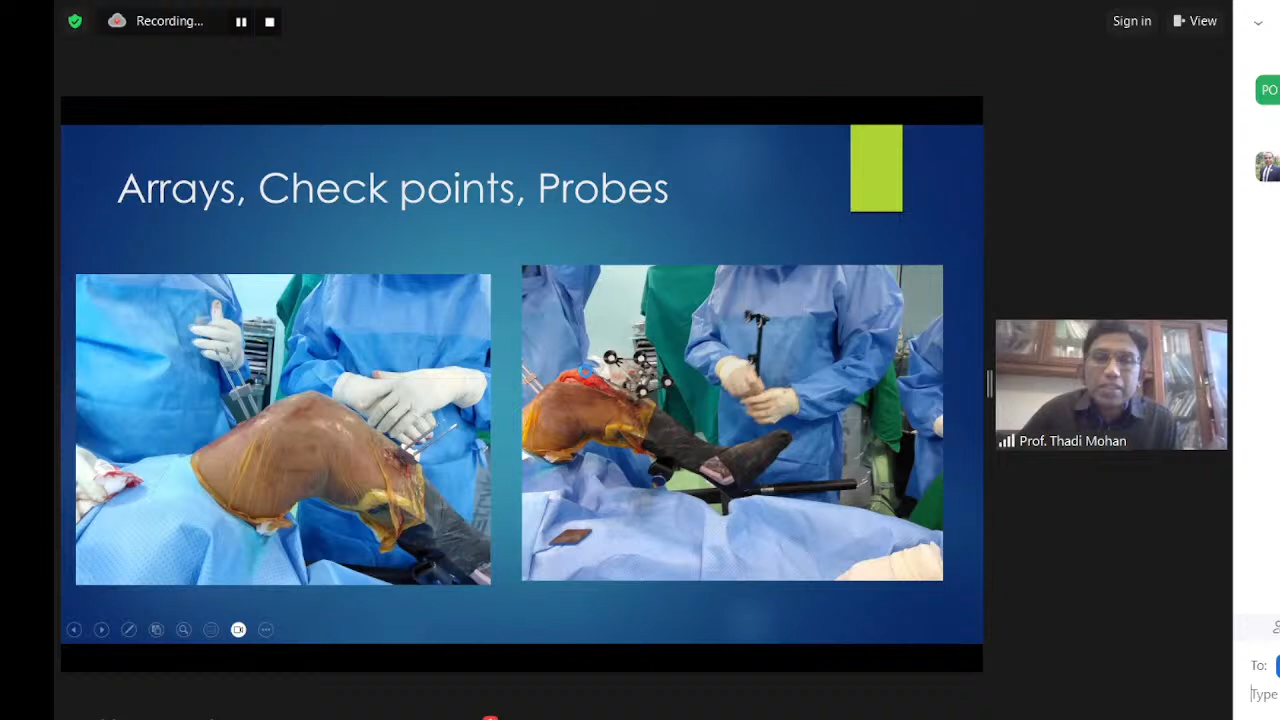 Recording...
Sign in
View
PO
Arrays, Check points, Probes
Prof. Thadi Mohan
To:
Type